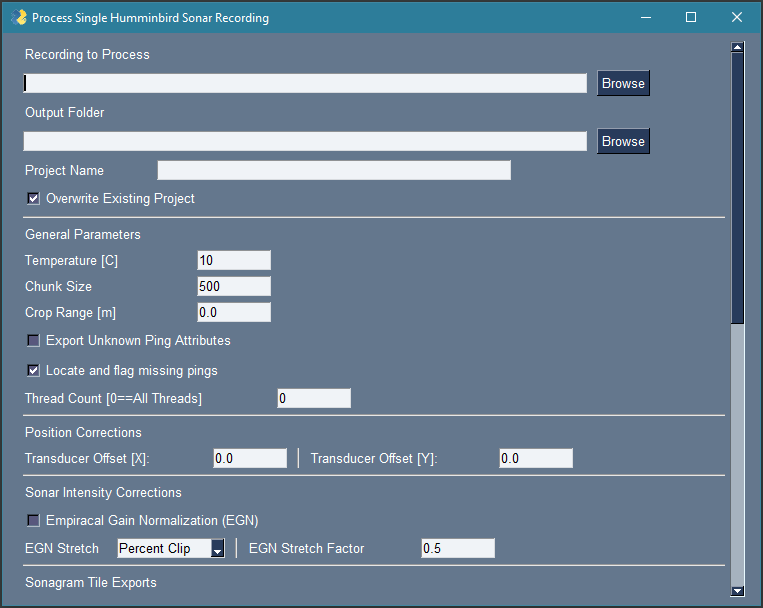 Process Single Humminbird Sonar Recording
Recording to Process
Browse
Output Folder
Browse
Project Name
Overwrite Existing Project
General Parameters
Temperature [C] 10
Chunk Size 500
Crop Range [m] 0.0
Export Unknown Ping Attributes
Locate and flag missing pings
Thread Count [0==All Threads] 0
Position Corrections
Transducer Offset [X]: 0.0 Transducer Offset [Y]: 0.0
Sonar Intensity Corrections
Empiracal Gain Normalization (EGN)
EGN Stretch Percent Clip EGN Stretch Factor 0.5
Sonagram Tile Exports